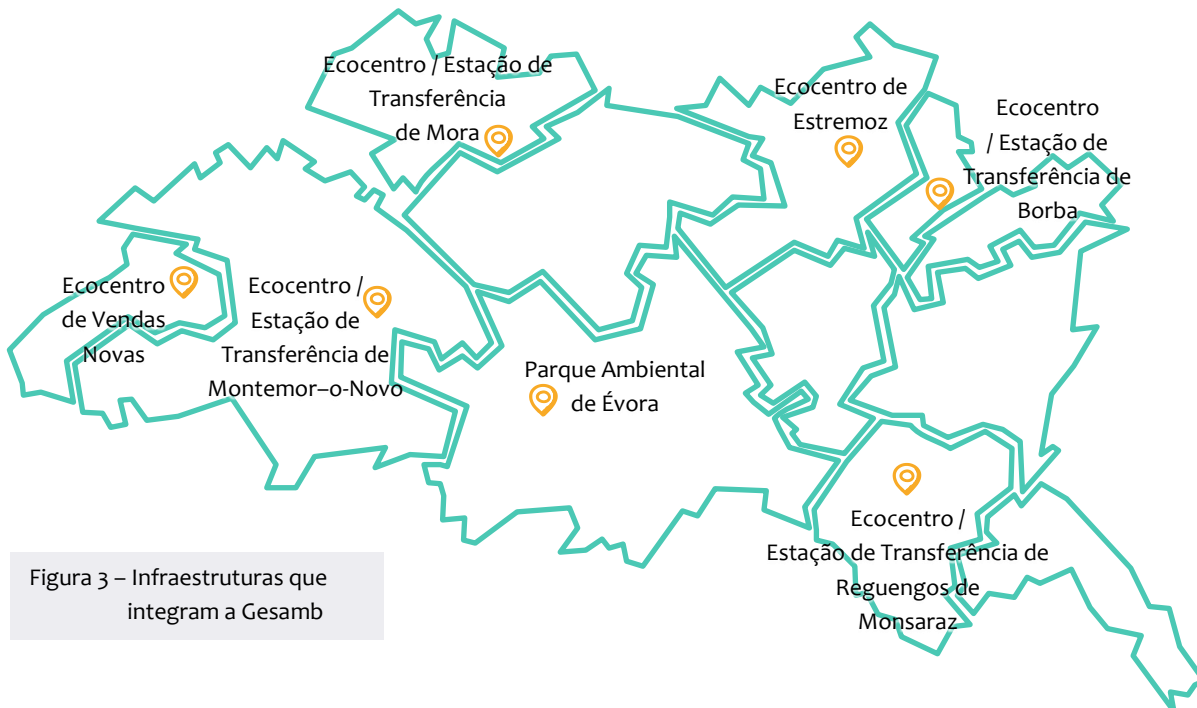 Ecocentro / Estação de
Transferência
de Mora
Ecocentro de
Estremoz
Ecocentro
/ Estação de
Transferência de
Borba
Ecocentro
de Vendas
Novas
Ecocentro /
Estação de
Transferência de
Montemor–o-Novo
Parque Ambiental
de Évora
Ecocentro /
Estação de Transferência de
Reguengos de
Monsaraz
Figura 3 – Infraestruturas que
integram a Gesamb